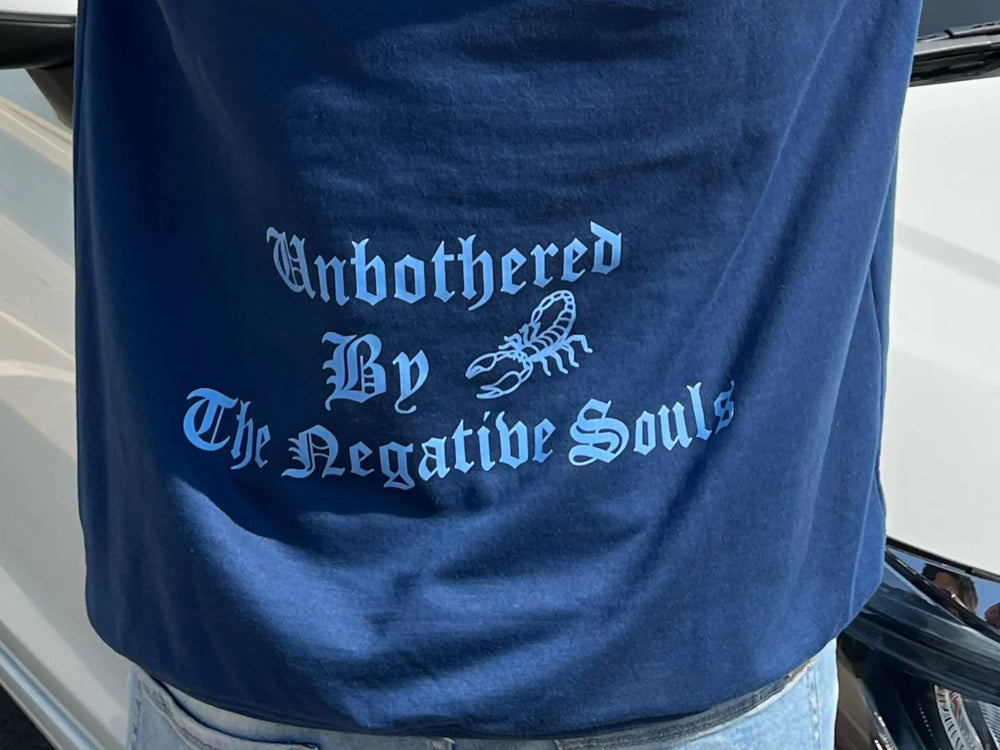 Unbothered
By
The Negative Souls